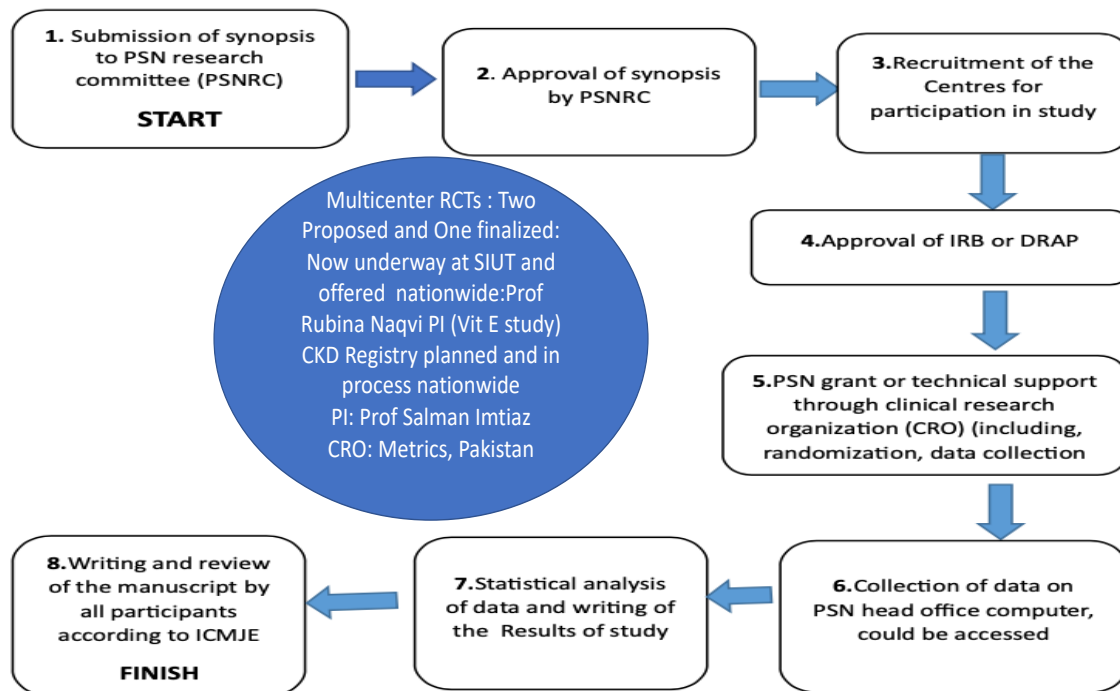 1. Submission of synopsis
to PSN research
committee (PSNRC)
START
2. Approval of synopsis
by PSNRC
3.Recruitment of the
Centres for
participation in study
4.Approval of IRB or DRAP
5.PSN grant or technical support
through clinical research
organization (CRO) (including,
randomization, data collection
6.Collection of data on
PSN head office computer,
could be accessed
7.Statistical analysis
of data and writing of
the Results of study
8.Writing and review
of the manuscript by
all participants
according to ICMJE
FINISH
Multicenter RCTs : Two
Proposed and One finalized:
Now underway at SIUT and
offered nationwide:Prof
Rubina Naqvi PI (Vit E study)
CKD Registry planned and in
process nationwide
PI: Prof Salman Imtiaz
CRO: Metrics, Pakistan